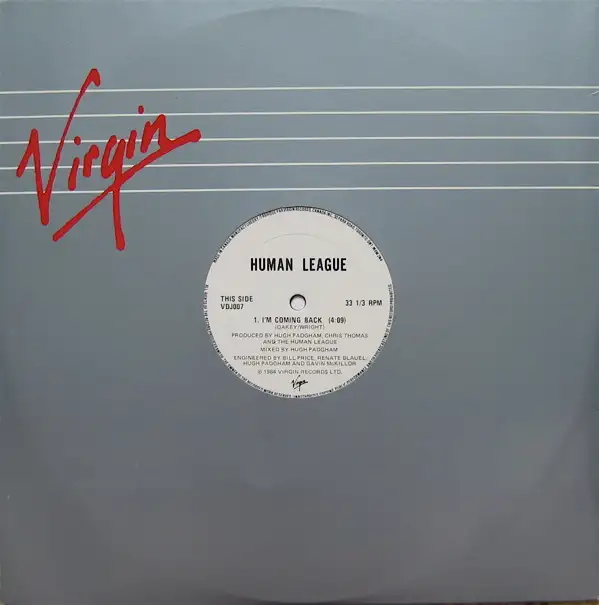 Virgin
HUMAN LEAGUE
THIS SIDE
VDJ007
33 1/3 RPM
1. I'M COMING BACK (4:09)
(OAKEY/WRIGHT)
PRODUCED BY HUGH PADGHAM, CHRIS THOMAS
AND THE HUMAN LEAGUE
MIXED BY HUGH PADGHAM
ENGINEERED BY BILL PRICE, RENATE BLAUEL,
HUGH PADGHAM AND GAVIN McKILLOR
℗ 1984 VIRGIN RECORDS LTD.
Virgin